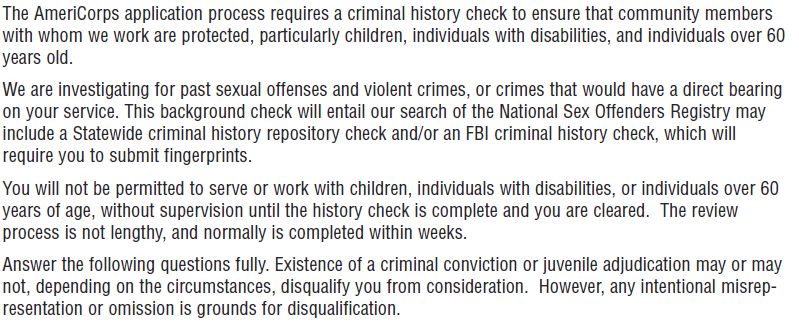 The AmeriCorps application process requires a criminal history check to ensure that community members
with whom we work are protected, particularly children, individuals with disabilities, and individuals over 60
years old.
We are investigating for past sexual offenses and violent crimes, or crimes that would have a direct bearing
on your service. This background check will entail our search of the National Sex Offenders Registry may
include a Statewide criminal history repository check and/or an FBI criminal history check, which will
require you to submit fingerprints.
You will not be permitted to serve or work with children, individuals with disabilities, or individuals over 60
years of age, without supervision until the history check is complete and you are cleared.  The review
process is not lengthy, and normally is completed within weeks.
Answer the following questions fully. Existence of a criminal conviction or juvenile adjudication may or may
not, depending on the circumstances, disqualify you from consideration.  However, any intentional misrep-
resentation or omission is grounds for disqualification.